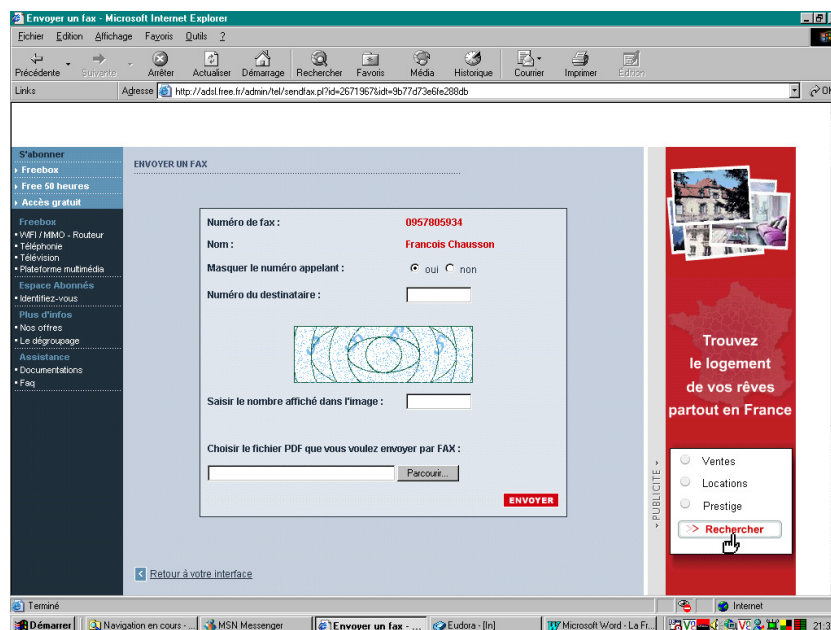 Envoyer un fax - Microsoft Internet Explorer
Fichier Edition Affichage Favoris Outils ?
Précédente Suivante Arrêter Actualiser Démarrage Rechercher Favoris Média Historique Courrier Imprimer Edition
Links Adresse http://adsl.free.fr/admin/tel/sendfax.pl?id=2671967&idt=9b77d73e6fe288db
S'abonner
Freebox
Free 50 heures
Accès gratuit
Freebox
WIFI / MIMO - Routeur
Téléphonie
Télévision
Plateforme multimédia
Espace Abonnés
Identifiez-vous
Plus d'infos
Nos offres
Le dégroupage
Assistance
Documentations
Faq
ENVOYER UN FAX
Numéro de fax : 0957805934
Nom : Francois Chausson
Masquer le numéro appelant : oui non
Numéro du destinataire :
Saisir le nombre affiché dans l'image :
Choisir le fichier PDF que vous voulez envoyer par FAX :
Parcourir...
ENVOYER
Retour à votre interface
PUBLICITE
Trouvez
le logement
de vos rêves
partout en France
Ventes
Locations
Prestige
>> Rechercher
Terminé Internet
Démarrer Navigation en cours - ... MSN Messenger Envoyer un fax - ... Eudora - [In] Microsoft Word - La Fr...